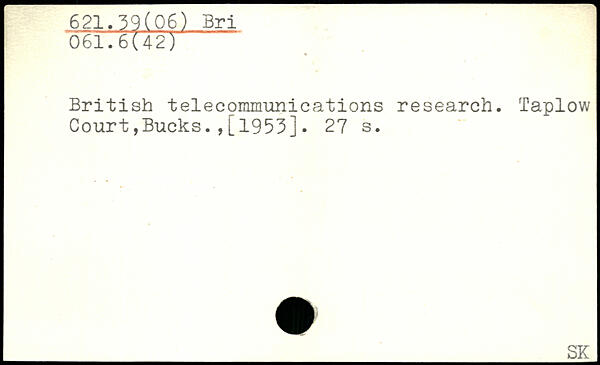 621.39(06) Bri
061.6(42)
British telecommunications research. Taplow
Court,Bucks.,[1953]. 27 s.
SK